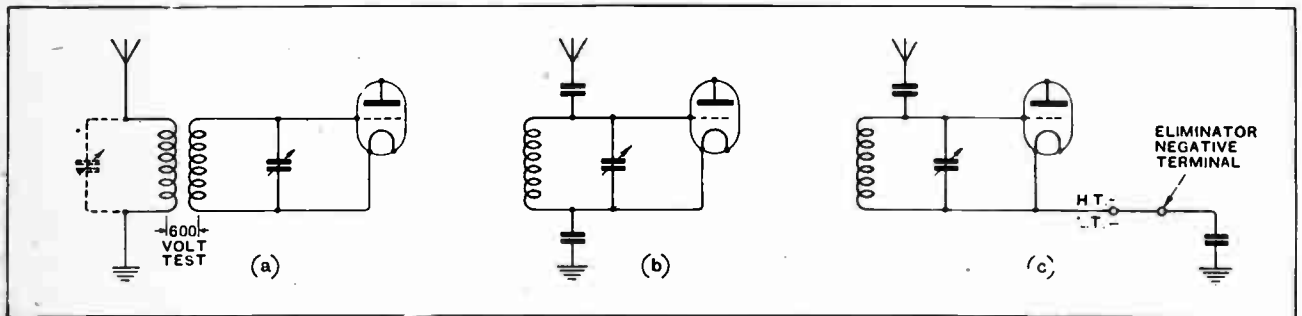 600
VOLT
TEST
(a)
(b)
(c)
ELIMINATOR
NEGATIVE
TERMINAL
H.T.-
L.T.-